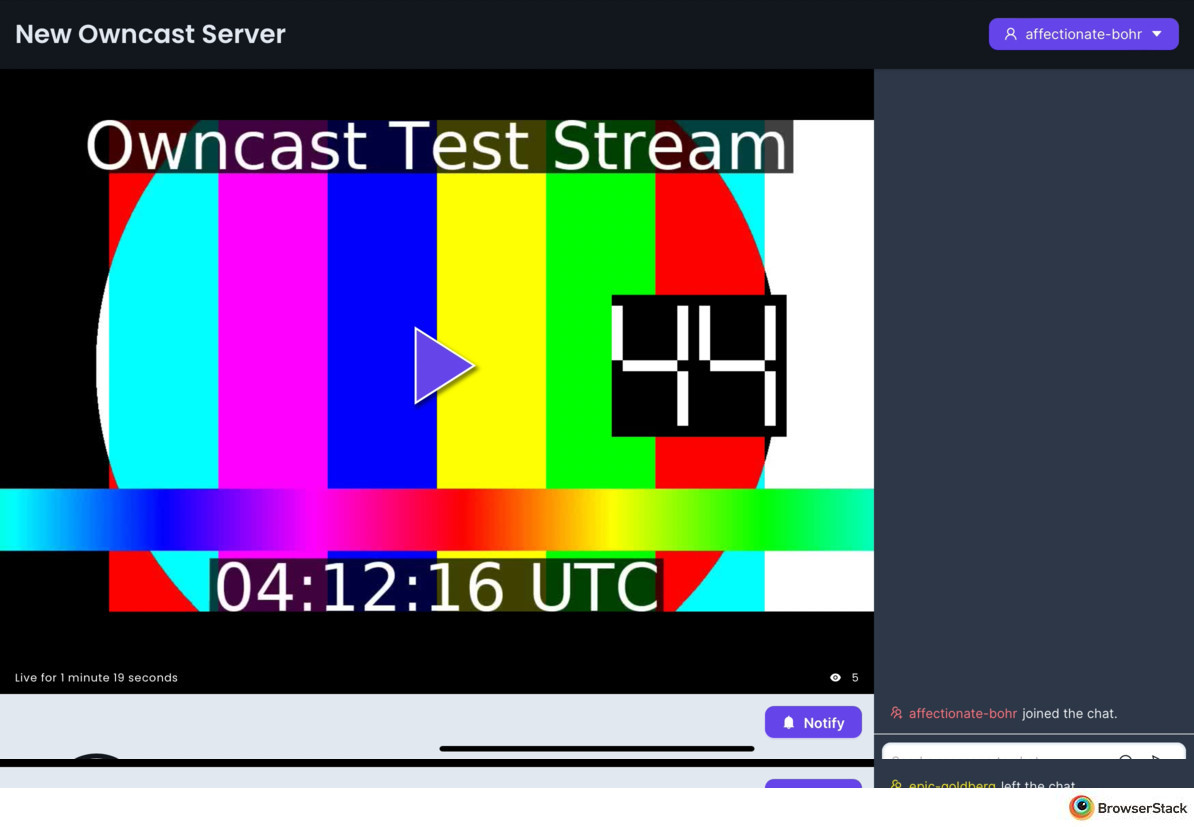 New Owncast Server
affectionate-bohr
Owncast Test Stream
44
04:12:16 UTC
Live for 1 minute 19 seconds
5
Notify
affectionate-bohr joined the chat.
epic-goldberg left the chat
BrowserStack